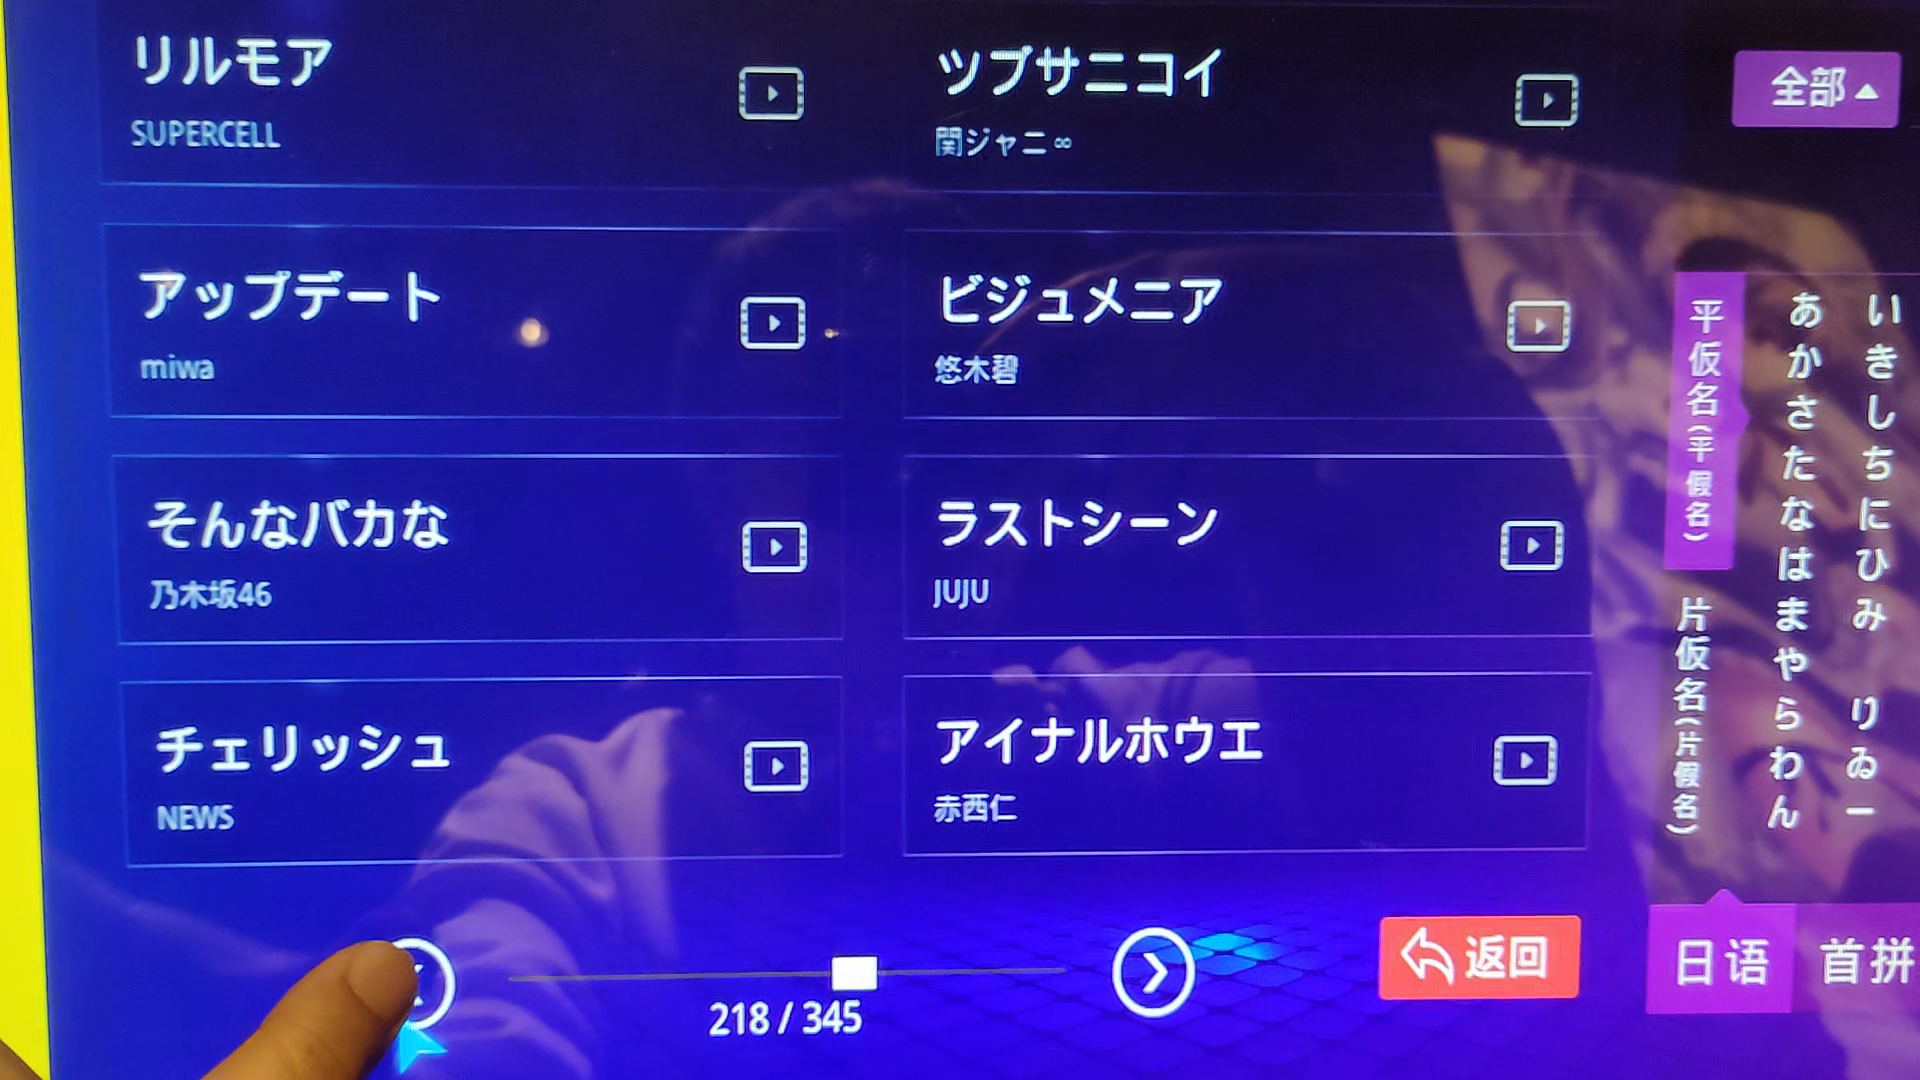 リルモア
SUPERCELL
ツブサニコイ
関ジャニ∞
アップデート
miwa
ビジュメニア
悠木碧
そんなバカな
乃木坂46
ラストシーン
JUJU
チェリッシュ
NEWS
アイナルホウエ
赤西仁
218 / 345
返回
全部
平仮名(平假名)
片仮名(片假名)
あかさたなはまやらわん
いきしちにひみ りゐー
日语
首拼